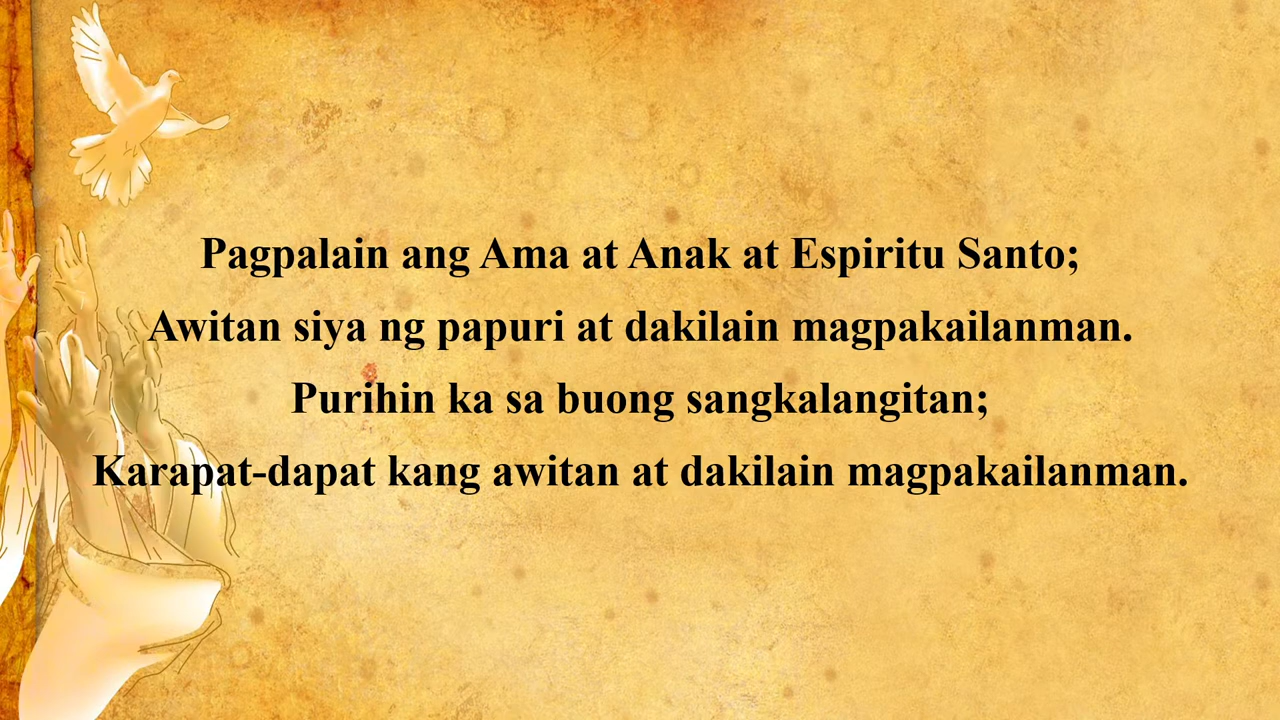 Pagpalain ang Ama at Anak at Espiritu Santo;
Awitan siya ng papuri at dakilain magpakailanman.
Purihin ka sa buong sangkalangitan;
Karapat-dapat kang awitan at dakilain magpakailanman.